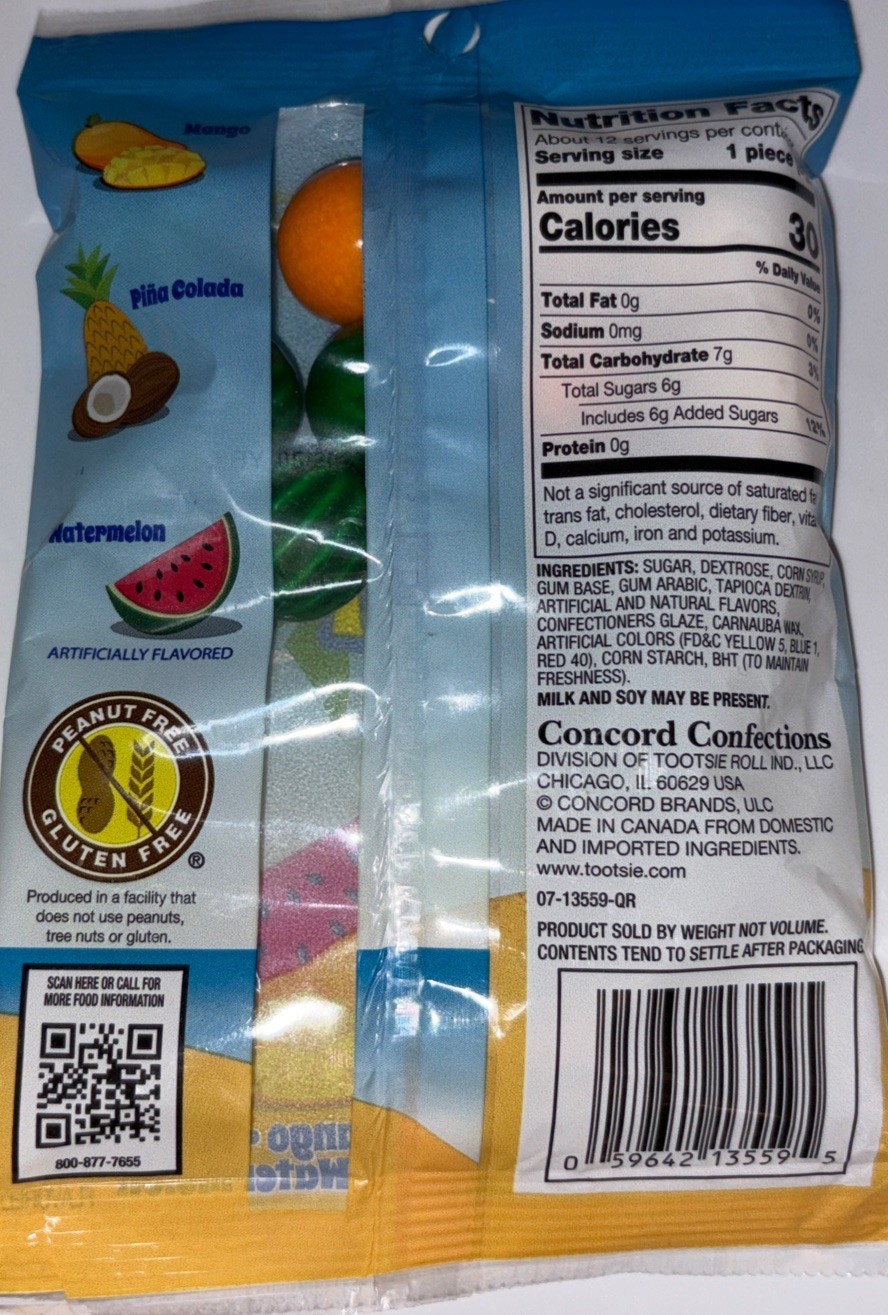 Mango
Piña Colada
Watermelon
ARTIFICIALLY FLAVORED
PEANUT FREE
GLUTEN FREE
®
Produced in a facility that
does not use peanuts,
tree nuts or gluten.
SCAN HERE OR CALL FOR
MORE FOOD INFORMATION
800-877-7655
Nutrition Facts
About 12 servings per
Serving size 1 piece
Amount per serving
Calories 30
% Daily Value
Total Fat 0g 0%
Sodium 0mg 0%
Total Carbohydrate 7g 3%
Total Sugars 6g
Includes 6g Added Sugars 12%
Protein 0g
Not a significant source of saturated
trans fat, cholesterol, dietary fiber,
D, calcium, iron and potassium.
INGREDIENTS: SUGAR, DEXTROSE, CORN SYRUP,
GUM BASE, GUM ARABIC, TAPIOCA DEXTRIN,
ARTIFICIAL AND NATURAL FLAVORS,
CONFECTIONERS GLAZE, CARNAUBA WAX,
ARTIFICIAL COLORS (FD&C YELLOW 5, BLUE 1,
RED 40), CORN STARCH, BHT (TO MAINTAIN
FRESHNESS).
MILK AND SOY MAY BE PRESENT.
Concord Confections
DIVISION OF TOOTSIE ROLL IND., LLC
CHICAGO, IL 60629 USA
© CONCORD BRANDS, ULC
MADE IN CANADA FROM DOMESTIC
AND IMPORTED INGREDIENTS.
www.tootsie.com
07-13559-QR
PRODUCT SOLD BY WEIGHT NOT VOLUME.
CONTENTS TEND TO SETTLE AFTER PACKAGING
0 59642 13559 5